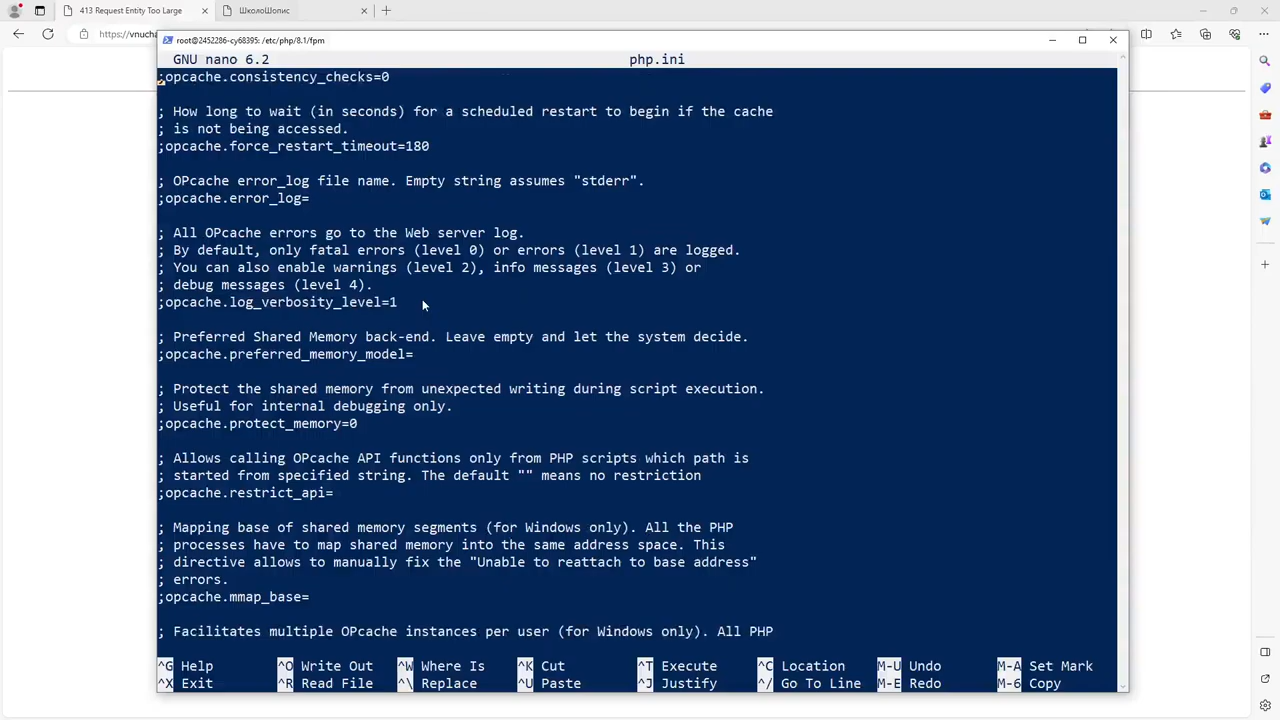 413 Request Entity Too Large
ШколоШопис
https://vnucha
root@2452286-cy68395: /etc/php/8.1/fpm
GNU nano 6.2 php.ini
;opcache.consistency_checks=0
; How long to wait (in seconds) for a scheduled restart to begin if the cache
; is not being accessed.
;opcache.force_restart_timeout=180
; OPcache error_log file name. Empty string assumes "stderr".
;opcache.error_log=
; All OPcache errors go to the Web server log.
; By default, only fatal errors (level 0) or errors (level 1) are logged.
; You can also enable warnings (level 2), info messages (level 3) or
; debug messages (level 4).
;opcache.log_verbosity_level=1
; Preferred Shared Memory back-end. Leave empty and let the system decide.
;opcache.preferred_memory_model=
; Protect the shared memory from unexpected writing during script execution.
; Useful for internal debugging only.
;opcache.protect_memory=0
; Allows calling OPcache API functions only from PHP scripts which path is
; started from specified string. The default "" means no restriction
;opcache.restrict_api=
; Mapping base of shared memory segments (for Windows only). All the PHP
; processes have to map shared memory into the same address space. This
; directive allows to manually fix the "Unable to reattach to base address"
; errors.
;opcache.mmap_base=
; Facilitates multiple OPcache instances per user (for Windows only). All PHP
^G Help ^O Write Out ^W Where Is ^K Cut ^T Execute ^C Location M-U Undo M-A Set Mark
^X Exit ^R Read File ^\ Replace ^U Paste ^J Justify ^/ Go To Line M-E Redo M-6 Copy